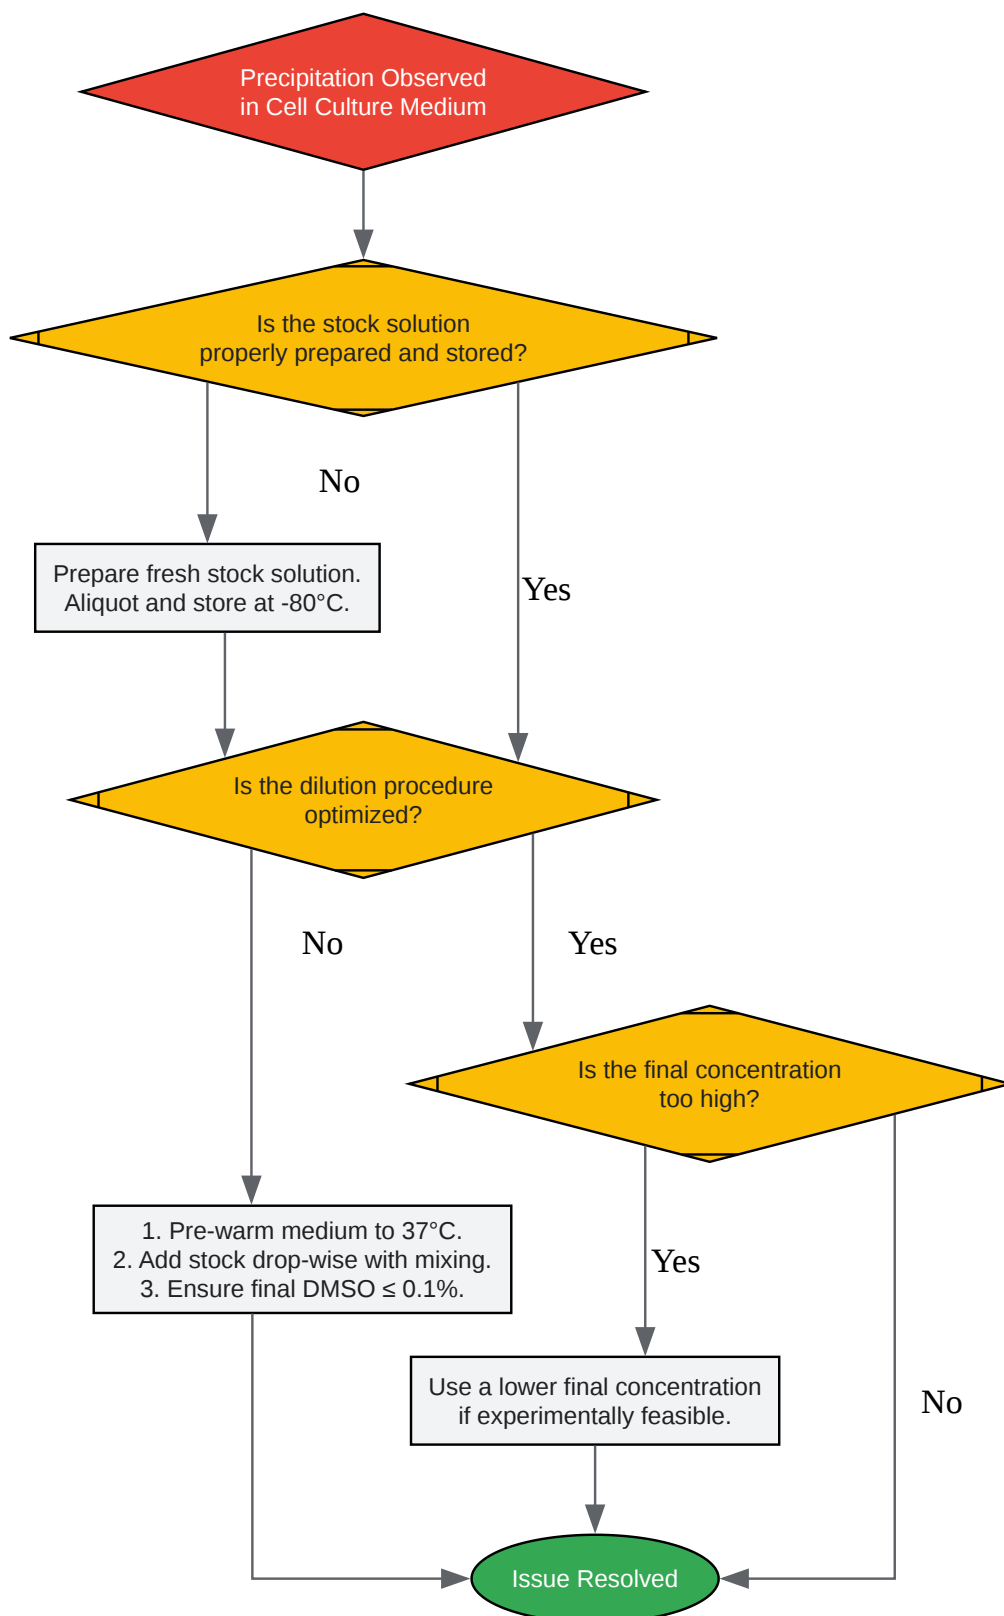 Precipitation Observed
in Cell Culture Medium
Is the stock solution
properly prepared and stored?
No
Prepare fresh stock solution.
Aliquot and store at -80°C.
Yes
Is the dilution procedure
optimized?
No
Yes
Is the final concentration
too high?
1. Pre-warm medium to 37°C.
2. Add stock drop-wise with mixing.
3. Ensure final DMSO ≤ 0.1%.
Yes
Use a lower final concentration
if experimentally feasible.
No
Issue Resolved